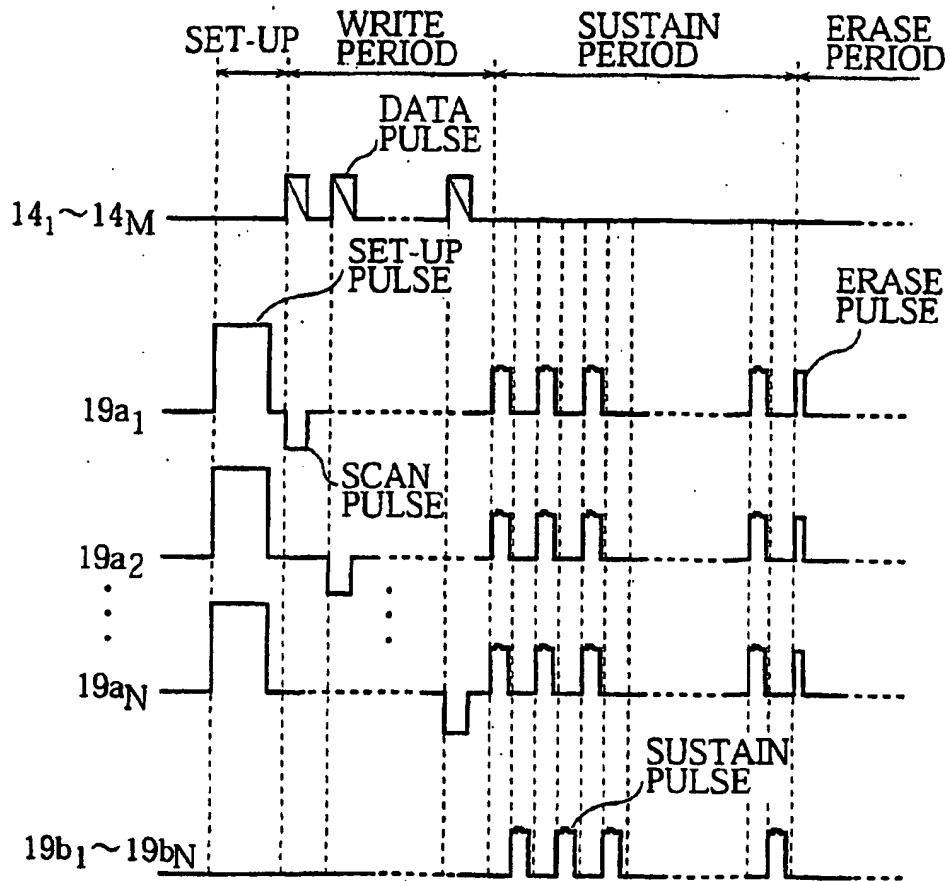 SET-UP
WRITE
PERIOD
SUSTAIN
PERIOD
ERASE
PERIOD
DATA
PULSE
14₁~14M
SET-UP
PULSE
ERASE
PULSE
19a₁
SCAN
PULSE
19a₂
19aN
SUSTAIN
PULSE
19b₁~19bN